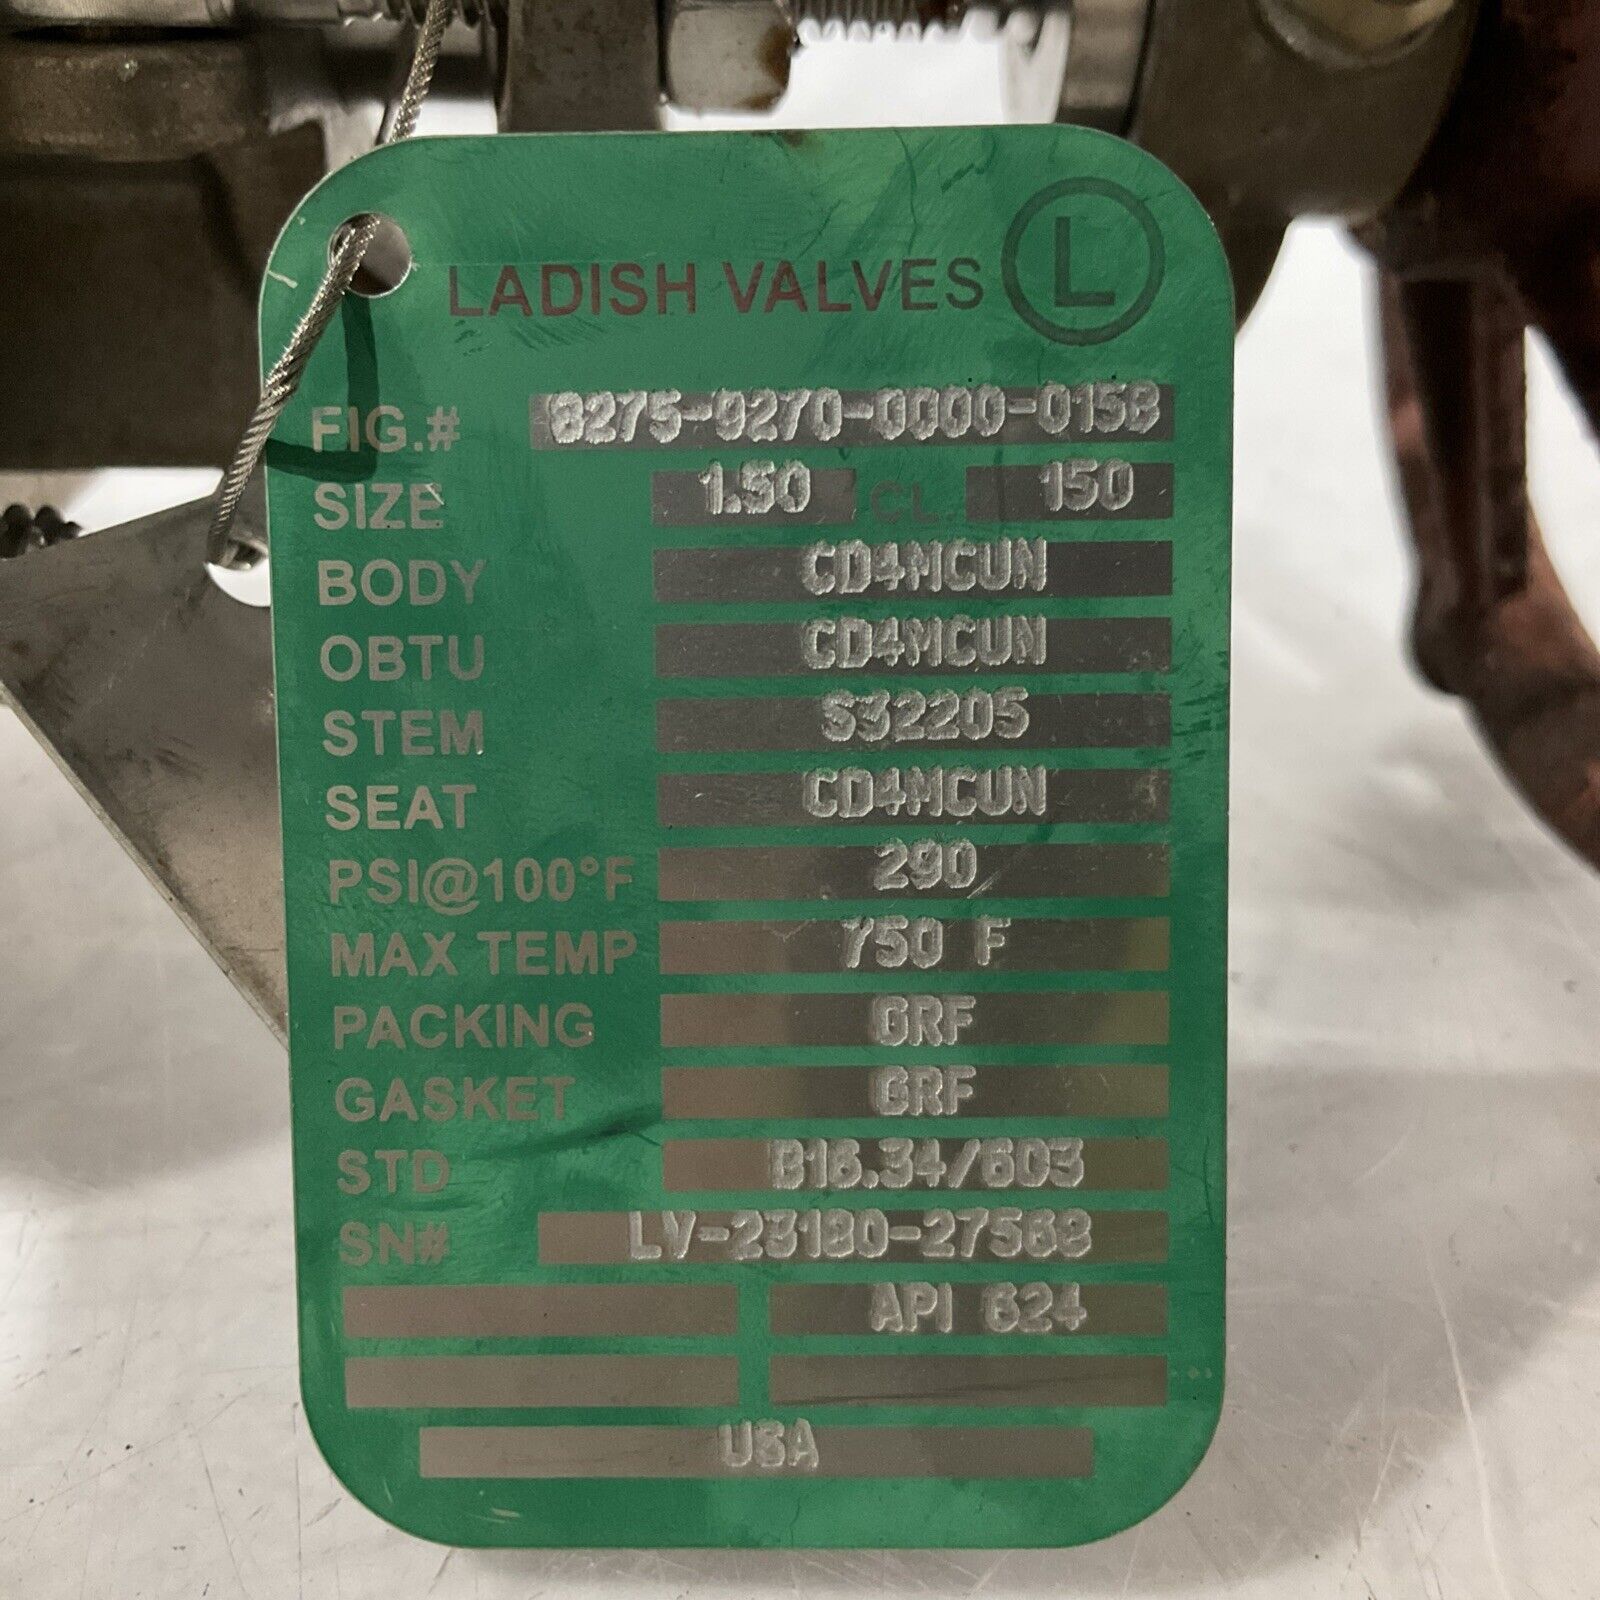 LADISH VALVES L
FIG.# 8275-0270-0000-015B
SIZE 1.50 CL. 150
BODY CD4MCUN
OBTU CD4MCUN
STEM S32205
SEAT CD4MCUN
PSI@100°F 290
MAX TEMP 750 F
PACKING GRF
GASKET GRF
STD B16.34/603
SN# LV-23180-27568
API 624
USA